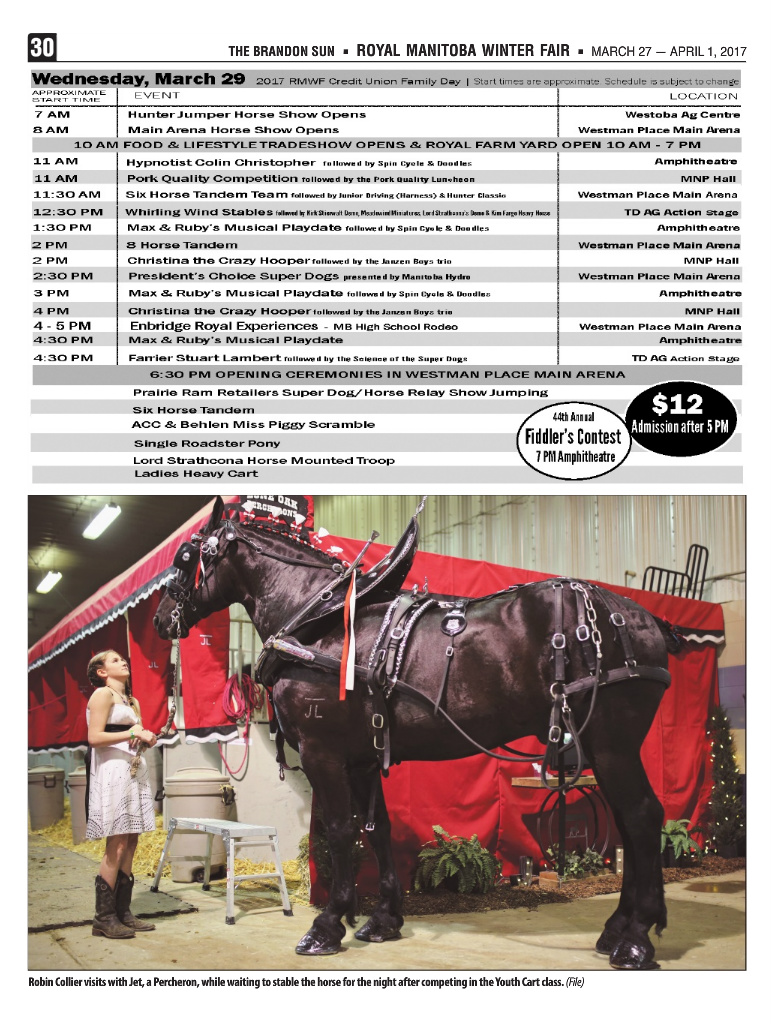 30
THE BRANDON SUN ▪ ROYAL MANITOBA WINTER FAIR ▪ MARCH 27 — APRIL 1, 2017
Wednesday, March 29 2017 RMWF Credit Union Family Day | Start times are approximate. Schedule is subject to change
APPROXIMATE START TIME EVENT LOCATION
7 AM Hunter Jumper Horse Show Opens Westoba Ag Centre
8 AM Main Arena Horse Show Opens Westman Place Main Arena
10 AM FOOD & LIFESTYLE TRADESHOW OPENS & ROYAL FARM YARD OPEN 10 AM - 7 PM
11 AM Hypnotist Colin Christopher followed by Spin Cycle & Doodles Amphitheatre
11 AM Pork Quality Competition followed by the Pork Quality Luncheon MNP Hall
11:30 AM Six Horse Tandem Team followed by Junior Driving (Harness) & Hunter Classic Westman Place Main Arena
12:30 PM Whirling Wind Stables followed by Kirk Shierwalt Demo, Meadowind Miniatures, Lord Strathcona's Demo & Kim Fargo Heavy Horse TD AG Action Stage
1:30 PM Max & Ruby's Musical Playdate followed by Spin Cycle & Doodles Amphitheatre
2 PM 8 Horse Tandem Westman Place Main Arena
2 PM Christina the Crazy Hooper followed by the Janzen Boys trio MNP Hall
2:30 PM President's Choice Super Dogs presented by Manitoba Hydro Westman Place Main Arena
3 PM Max & Ruby's Musical Playdate followed by Spin Cycle & Doodles Amphitheatre
4 PM Christina the Crazy Hooper followed by the Janzen Boys trio MNP Hall
4 - 5 PM Enbridge Royal Experiences - MB High School Rodeo Westman Place Main Arena
4:30 PM Max & Ruby's Musical Playdate Amphitheatre
4:30 PM Farrier Stuart Lambert followed by the Science of the Super Dogs TD AG Action Stage
6:30 PM OPENING CEREMONIES IN WESTMAN PLACE MAIN ARENA
Prairie Ram Retailers Super Dog/Horse Relay Show Jumping
Six Horse Tandem
ACC & Behlen Miss Piggy Scramble
Single Roadster Pony
Lord Strathcona Horse Mounted Troop
Ladies Heavy Cart
44th Annual
Fiddler's Contest
7 PM Amphitheatre
$12
Admission after 5 PM
LONE OAK
PERCHERONS
JL
JL
JL
Robin Collier visits with Jet, a Percheron, while waiting to stable the horse for the night after competing in the Youth Cart class. (File)